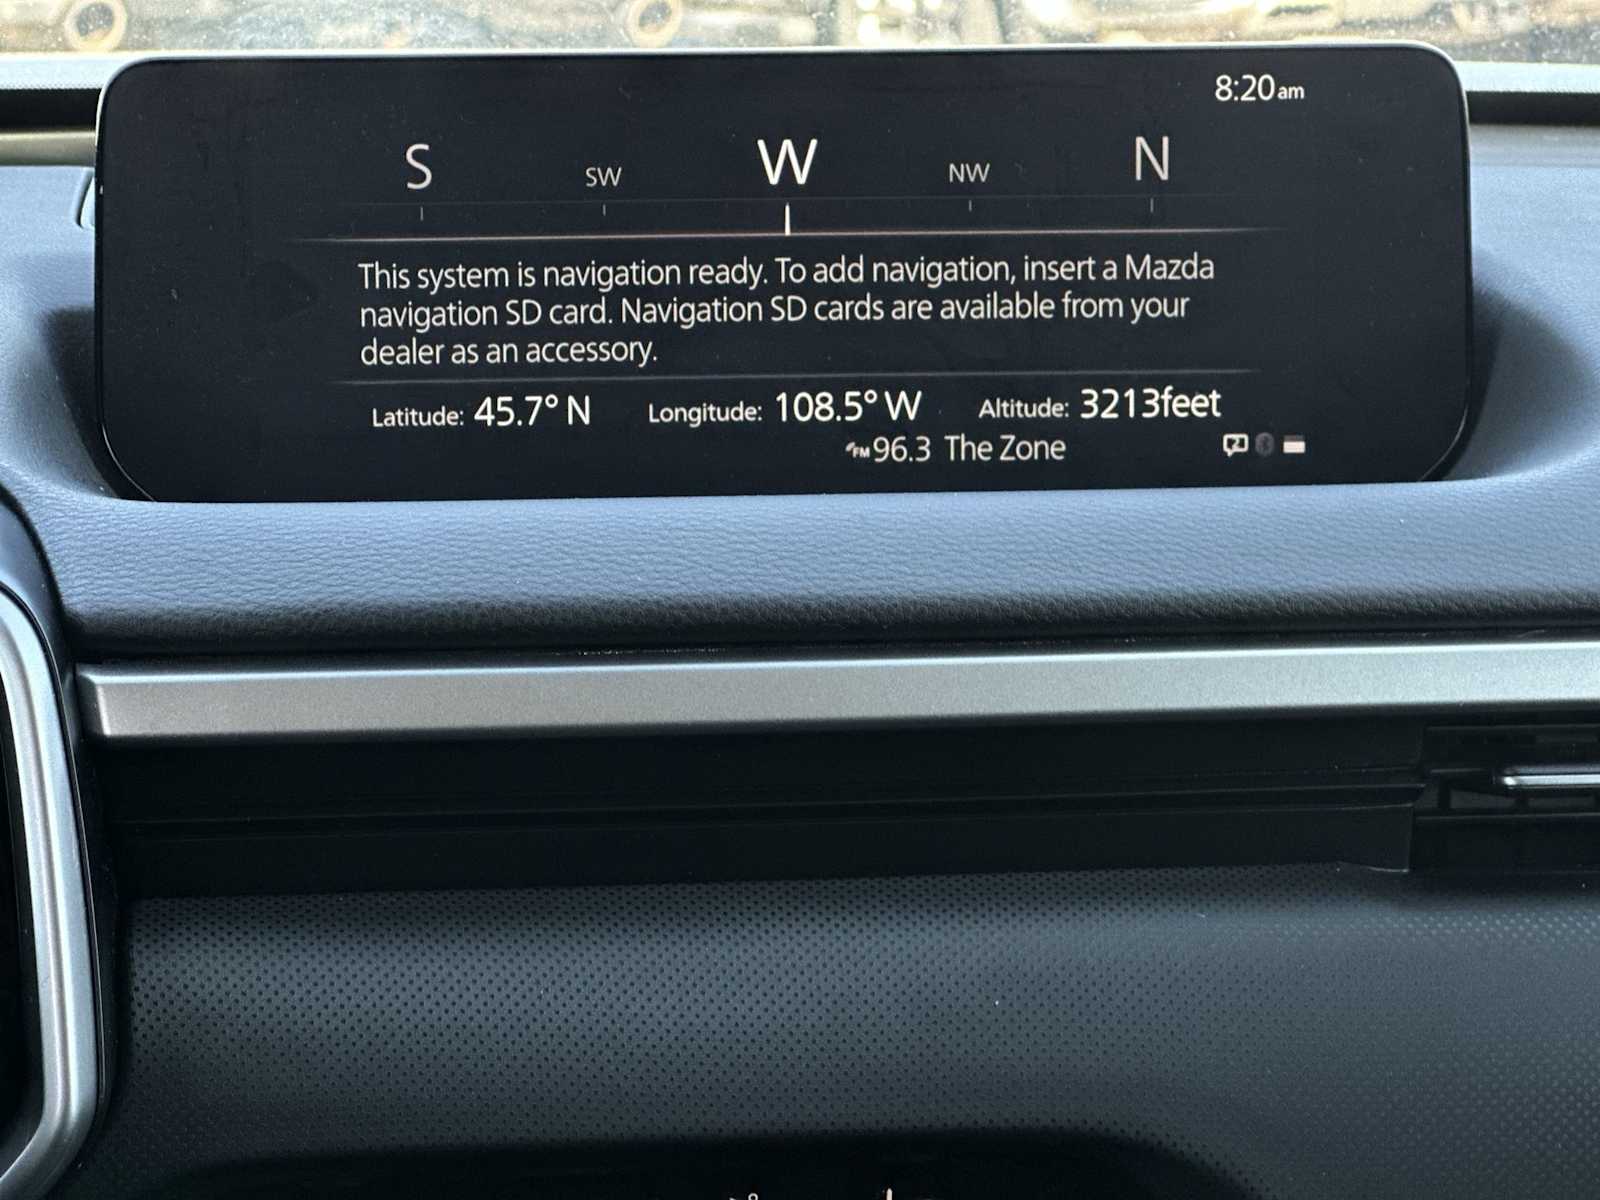 8:20am
S SW W NW N
This system is navigation ready. To add navigation, insert a Mazda
navigation SD card. Navigation SD cards are available from your
dealer as an accessory.
Latitude: 45.7° N Longitude: 108.5° W Altitude: 3213feet
FM 96.3 The Zone 2